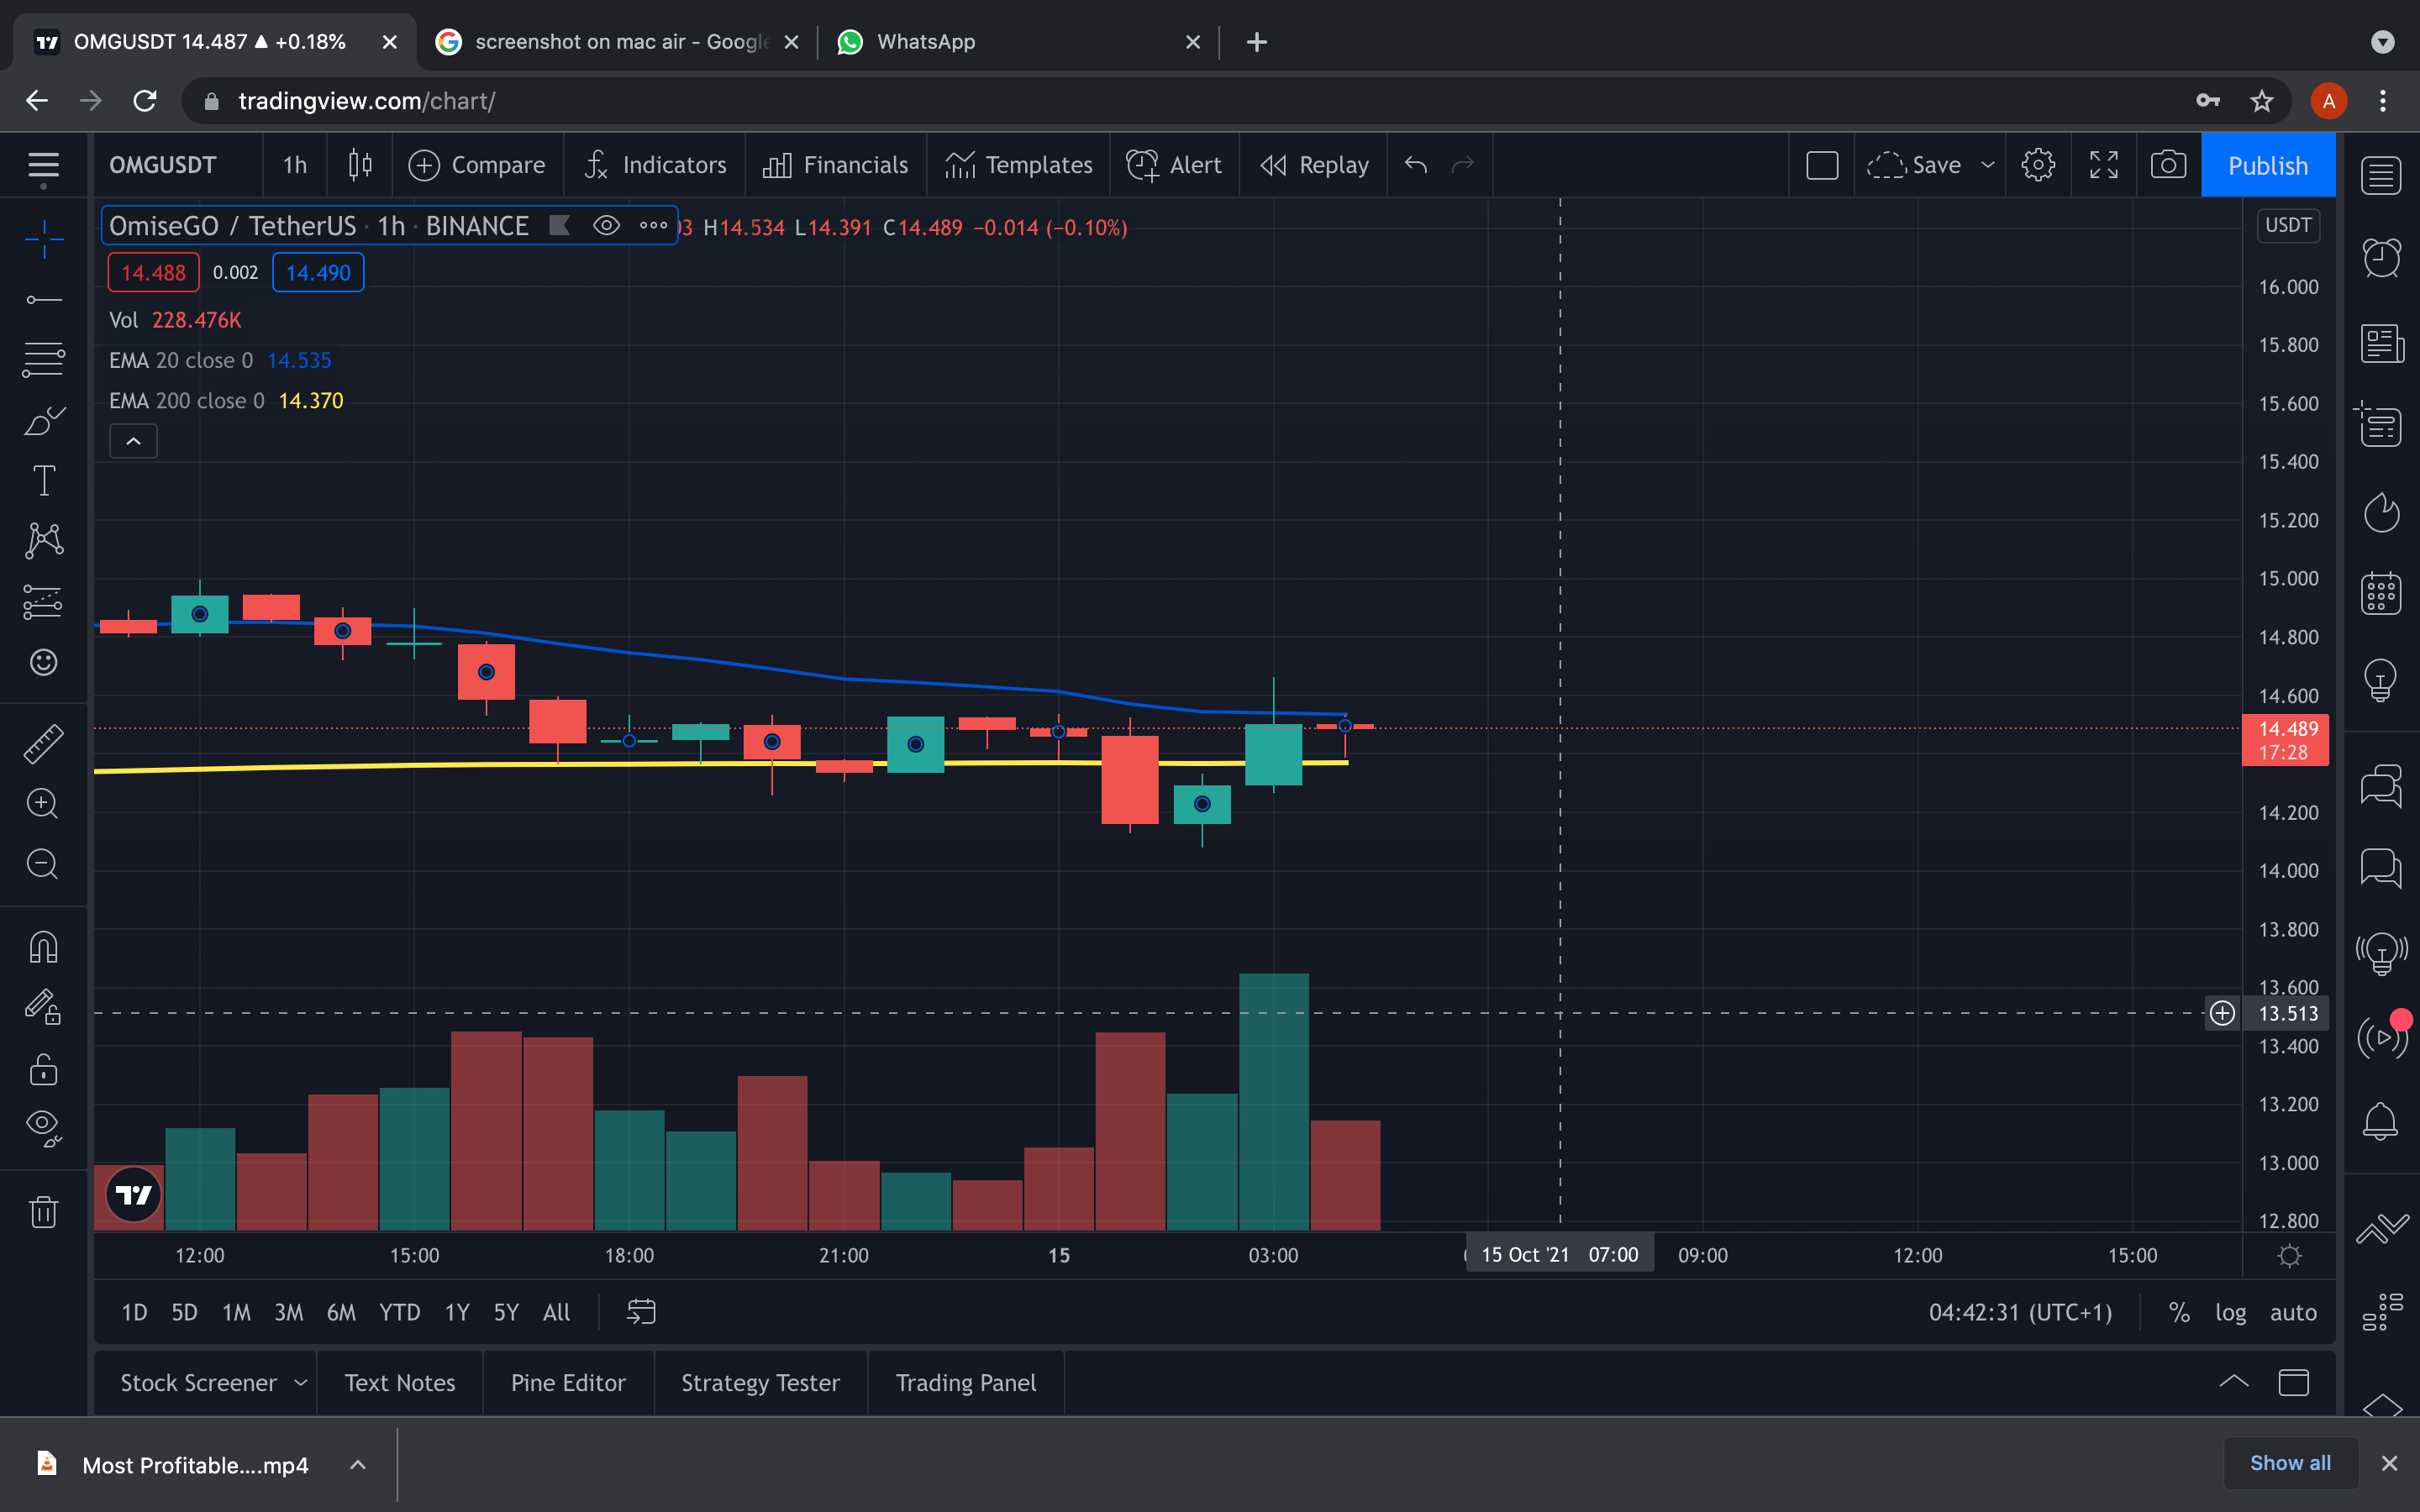 OMGUSDT 14.487 ▲ +0.18%
screenshot on mac air - Google
WhatsApp
tradingview.com/chart/
A
OMGUSDT 1h Compare Indicators Financials Templates Alert Replay Save Publish
OmiseGO / TetherUS · 1h · BINANCE 3 H14.534 L14.391 C14.489 −0.014 (−0.10%)
USDT
14.488 0.002 14.490
Vol 228.476K
EMA 20 close 0 14.535
EMA 200 close 0 14.370
16.000
15.800
15.600
15.400
15.200
15.000
14.800
14.600
14.489
17:28
14.200
14.000
13.800
13.600
13.513
13.400
13.200
13.000
12.800
12:00 15:00 18:00 21:00 15 03:00 15 Oct '21 07:00 09:00 12:00 15:00
1D 5D 1M 3M 6M YTD 1Y 5Y All 04:42:31 (UTC+1) % log auto
Stock Screener Text Notes Pine Editor Strategy Tester Trading Panel
Most Profitable....mp4 Show all